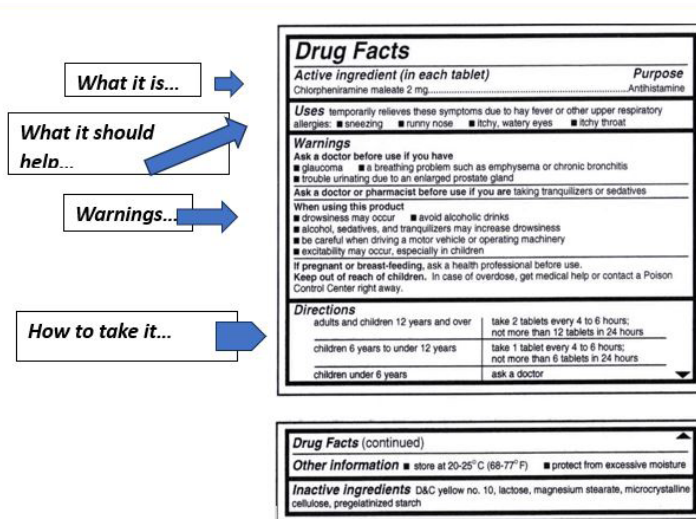 What it is...
What it should
help...
Warnings...
How to take it...
Drug Facts
Active ingredient (in each tablet) Purpose
Chlorpheniramine maleate 2 mg......Antihistamine
Uses temporarily relieves these symptoms due to hay fever or other upper respiratory
allergies: ■ sneezing ■ runny nose ■ itchy, watery eyes ■ itchy throat
Warnings
Ask a doctor before use if you have
■ glaucoma ■ a breathing problem such as emphysema or chronic bronchitis
■ trouble urinating due to an enlarged prostate gland
Ask a doctor or pharmacist before use if you are taking tranquilizers or sedatives
When using this product
■ drowsiness may occur ■ avoid alcoholic drinks
■ alcohol, sedatives, and tranquilizers may increase drowsiness
■ be careful when driving a motor vehicle or operating machinery
■ excitability may occur, especially in children
If pregnant or breast-feeding, ask a health professional before use.
Keep out of reach of children. In case of overdose, get medical help or contact a Poison
Control Center right away.
Directions
adults and children 12 years and over take 2 tablets every 4 to 6 hours;
not more than 12 tablets in 24 hours
children 6 years to under 12 years take 1 tablet every 4 to 6 hours;
not more than 6 tablets in 24 hours
children under 6 years ask a doctor
Drug Facts (continued)
Other information ■ store at 20-25°C (68-77°F) ■ protect from excessive moisture
Inactive ingredients D&C yellow no. 10, lactose, magnesium stearate, microcrystalline
cellulose, pregelatinized starch